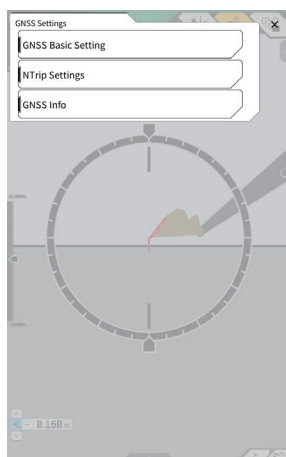 GNSS Settings
GNSS Basic Setting
NTrip Settings
GNSS Info
- 0.160 m